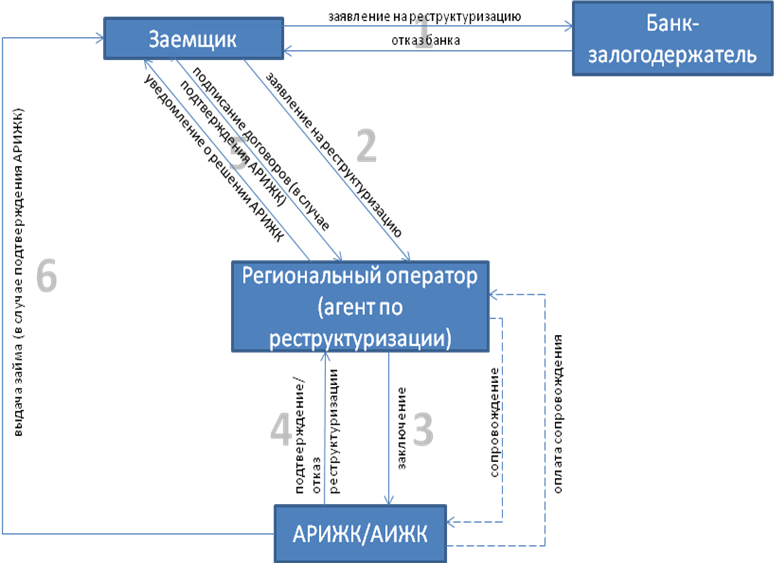 заявление на реструктуризацию
1
отказ банка
Заемщик
Банк-
залогодержатель
подписание договоров (в случае
подтверждения АРИЖК)
уведомление о решении АРИЖК
5
заявление на реструктуризацию
2
выдача займа (в случае подтверждения АРИЖК)
6
Региональный оператор
(агент по
реструктуризации)
4
подтверждение/
отказ
реструктуризации
заключение
3
сопровождение
оплата сопровождения
АРИЖК/АИЖК